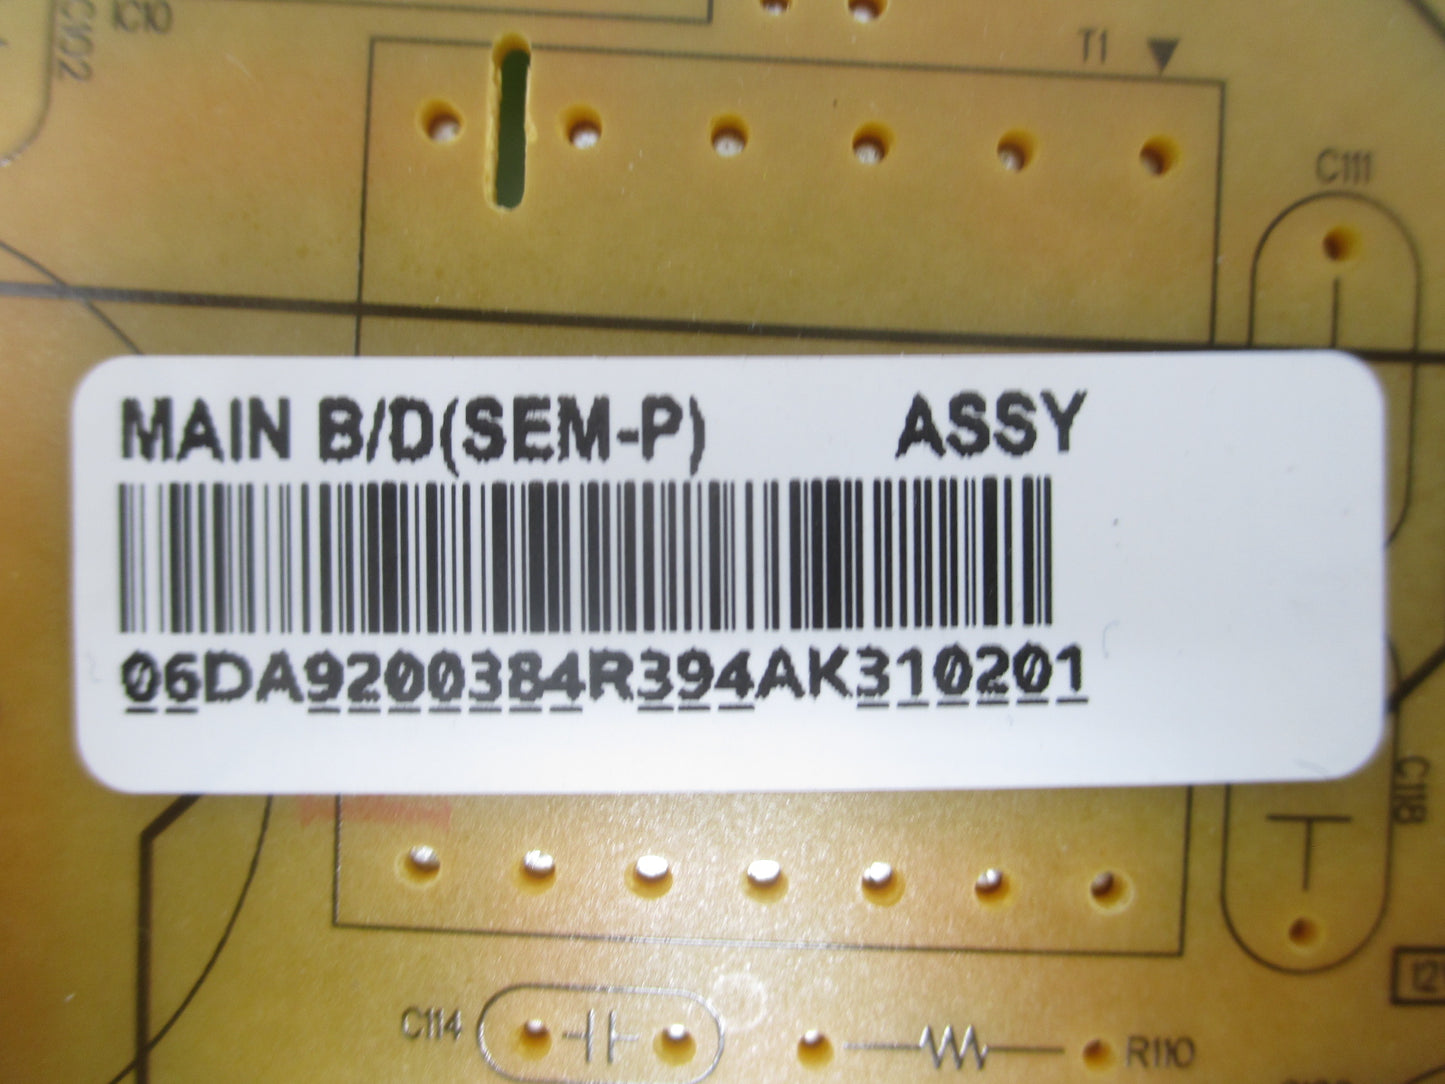 IC10
C102
T1
C111
MAIN B/D(SEM-P) ASSY
06DA9200384R394AK310201
C118
C114
R110